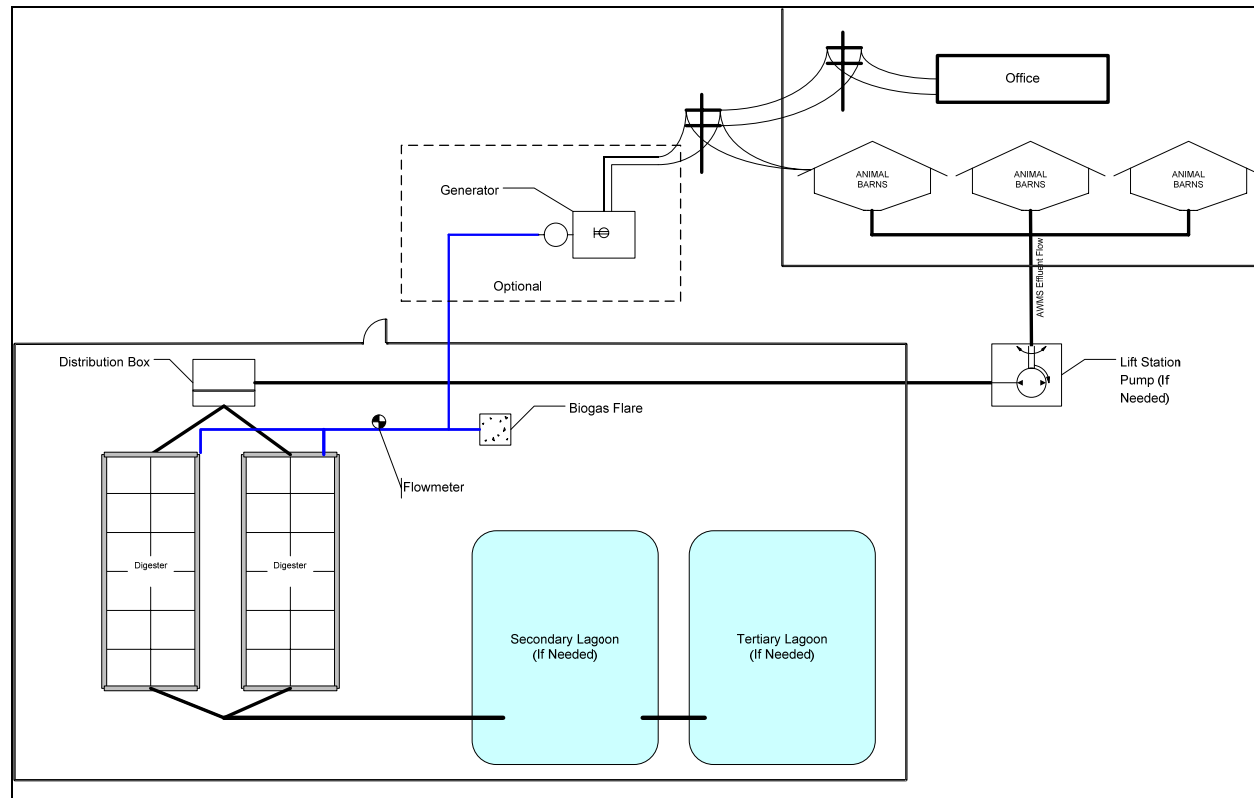 Office
ANIMAL
BARNS
ANIMAL
BARNS
ANIMAL
BARNS
Generator
Optional
AWMS Effluent Flow
Distribution Box
Lift Station
Pump (If
Needed)
Biogas Flare
Flowmeter
Digester
Digester
Secondary Lagoon
(If Needed)
Tertiary Lagoon
(If Needed)